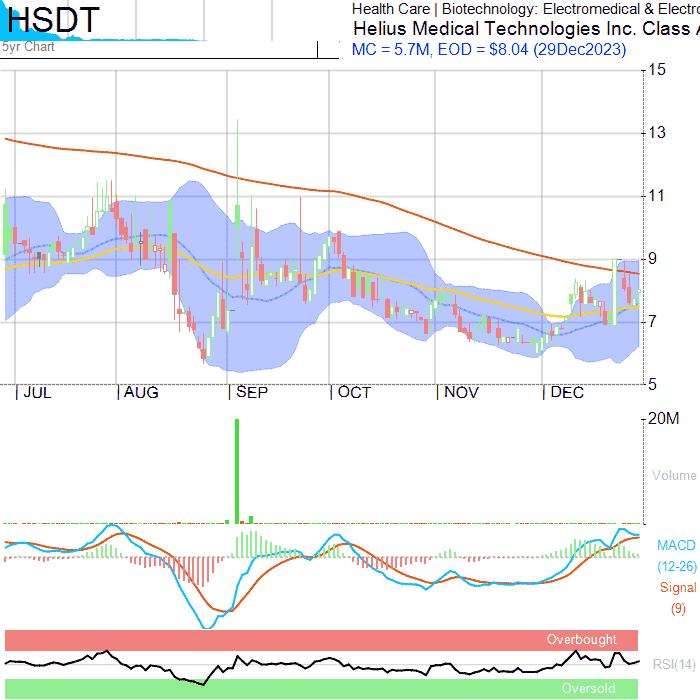 HSDT
5yr Chart
Health Care | Biotechnology: Electromedical & Electro
Helius Medical Technologies Inc. Class A
MC = 5.7M, EOD = $8.04 (29Dec2023)
15
13
11
9
7
5
JUL AUG SEP OCT NOV DEC
20M
Volume
MACD
(12-26)
Signal
(9)
Overbought
RSI(14)
Oversold